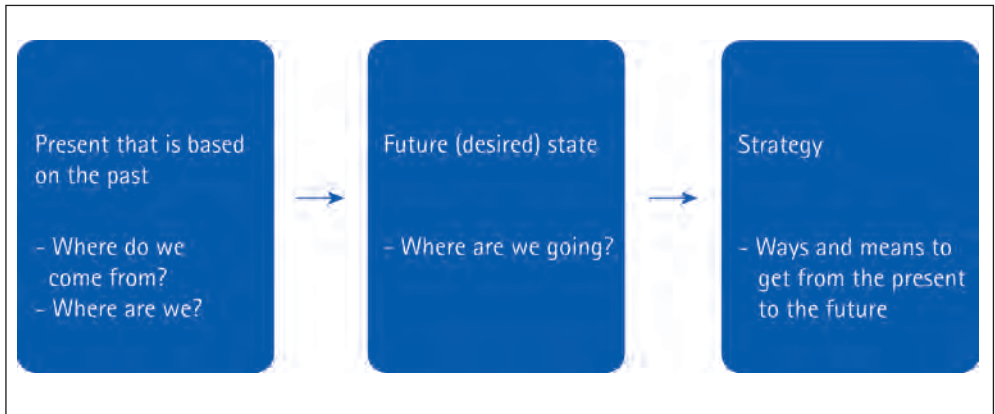 Present that is based
on the past
- Where do we
come from?
- Where are we?
Future (desired) state
- Where are we going?
Strategy
- Ways and means to
get from the present
to the future